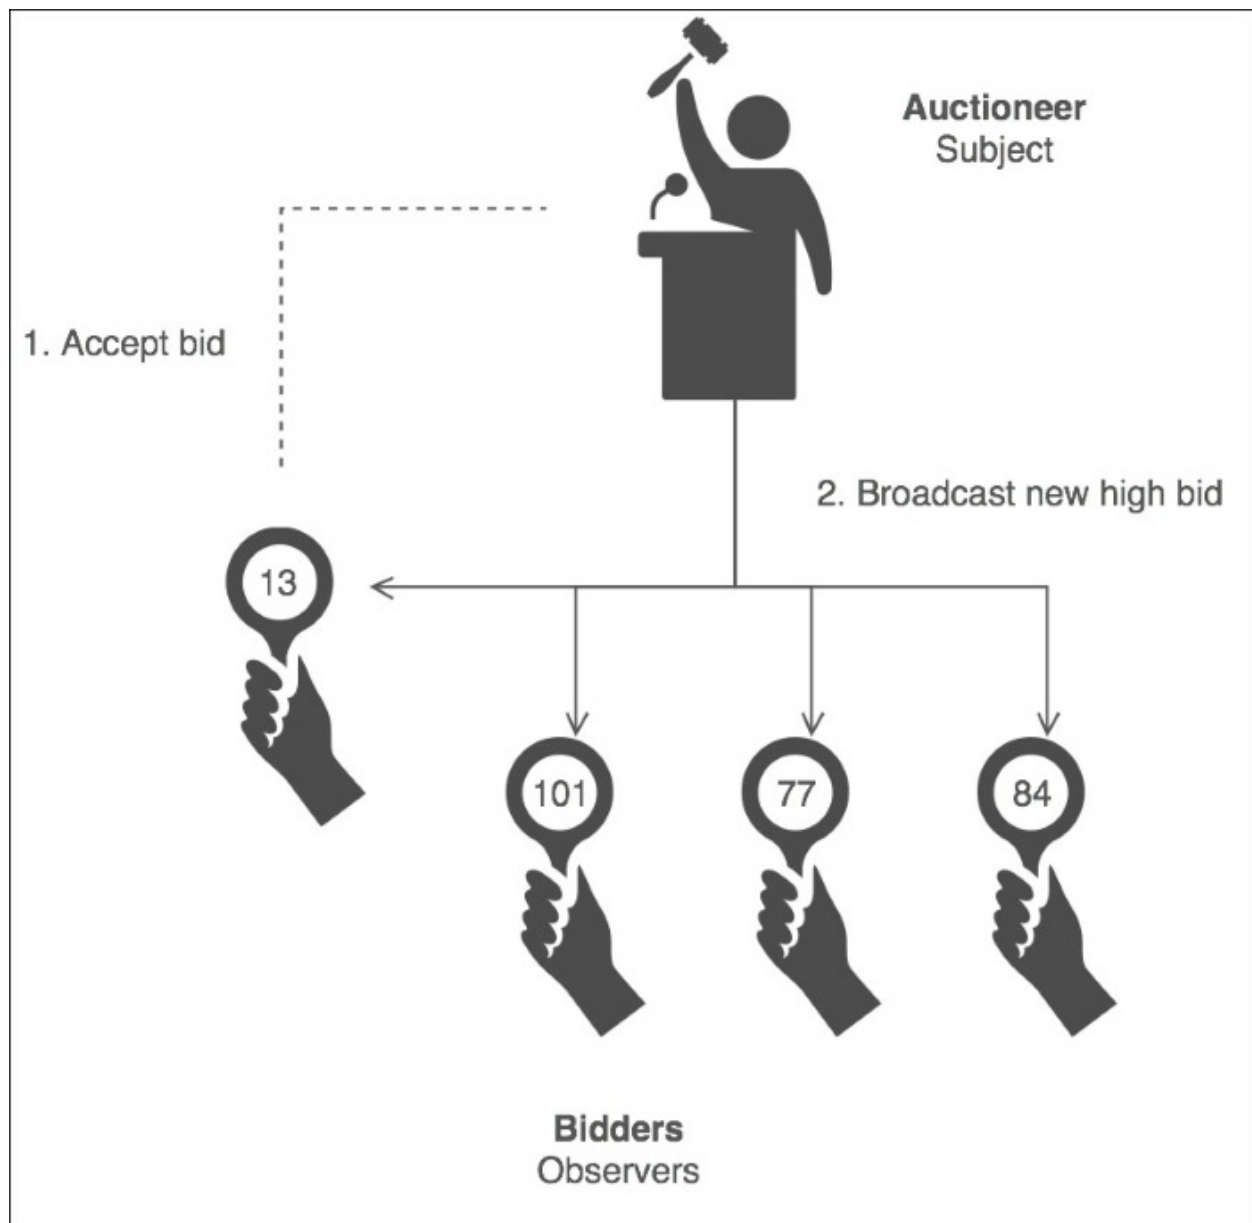 Auctioneer
Subject
1. Accept bid
2. Broadcast new high bid
13
101
77
84
Bidders
Observers